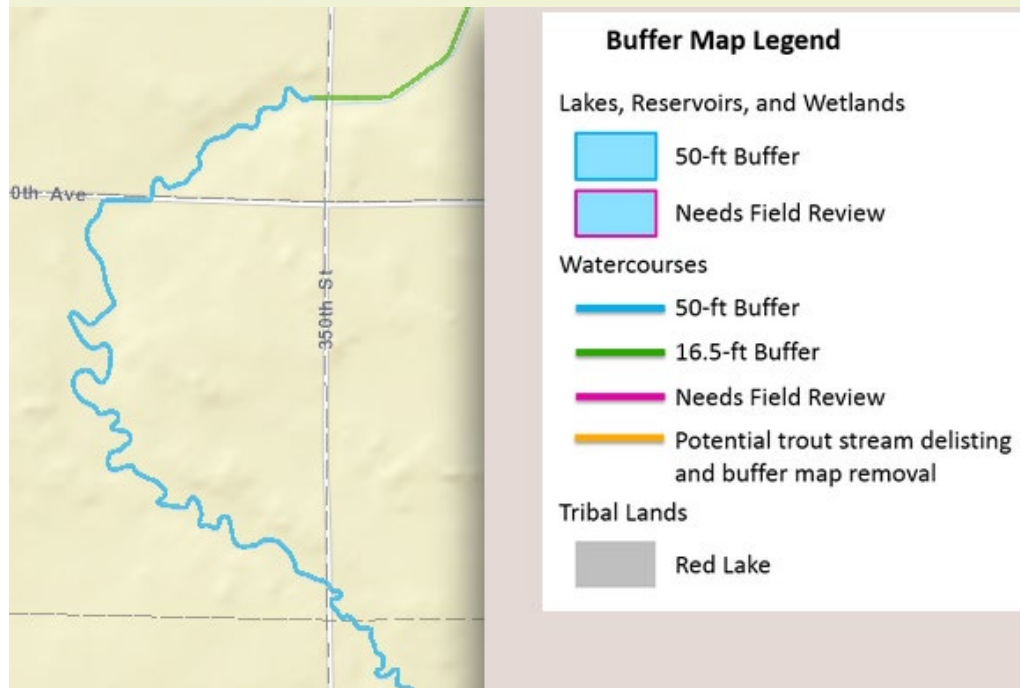 0th Ave
350th St
Buffer Map Legend
Lakes, Reservoirs, and Wetlands
50-ft Buffer
Needs Field Review
Watercourses
50-ft Buffer
16.5-ft Buffer
Needs Field Review
Potential trout stream delisting
and buffer map removal
Tribal Lands
Red Lake